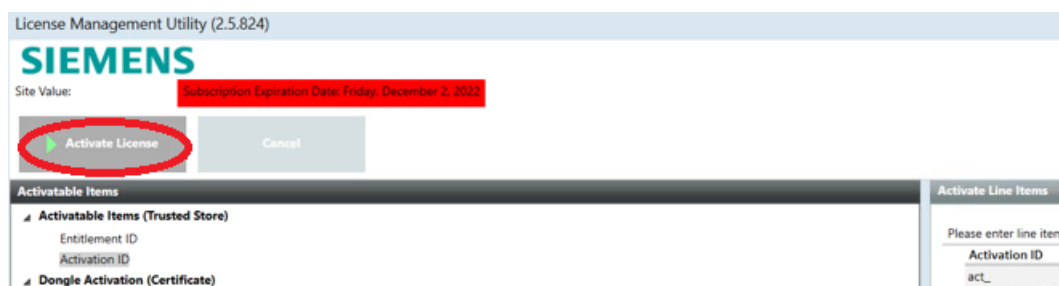 License Management Utility (2.5.824)
SIEMENS
Site Value: Subscription Expiration Date: Friday, December 2, 2022
Activate License Cancel
Activatable Items
Activate Line Items
Activatable Items (Trusted Store)
Entitlement ID
Please enter line iten
Activation ID
Activation ID
Dongle Activation (Certificate)
act_